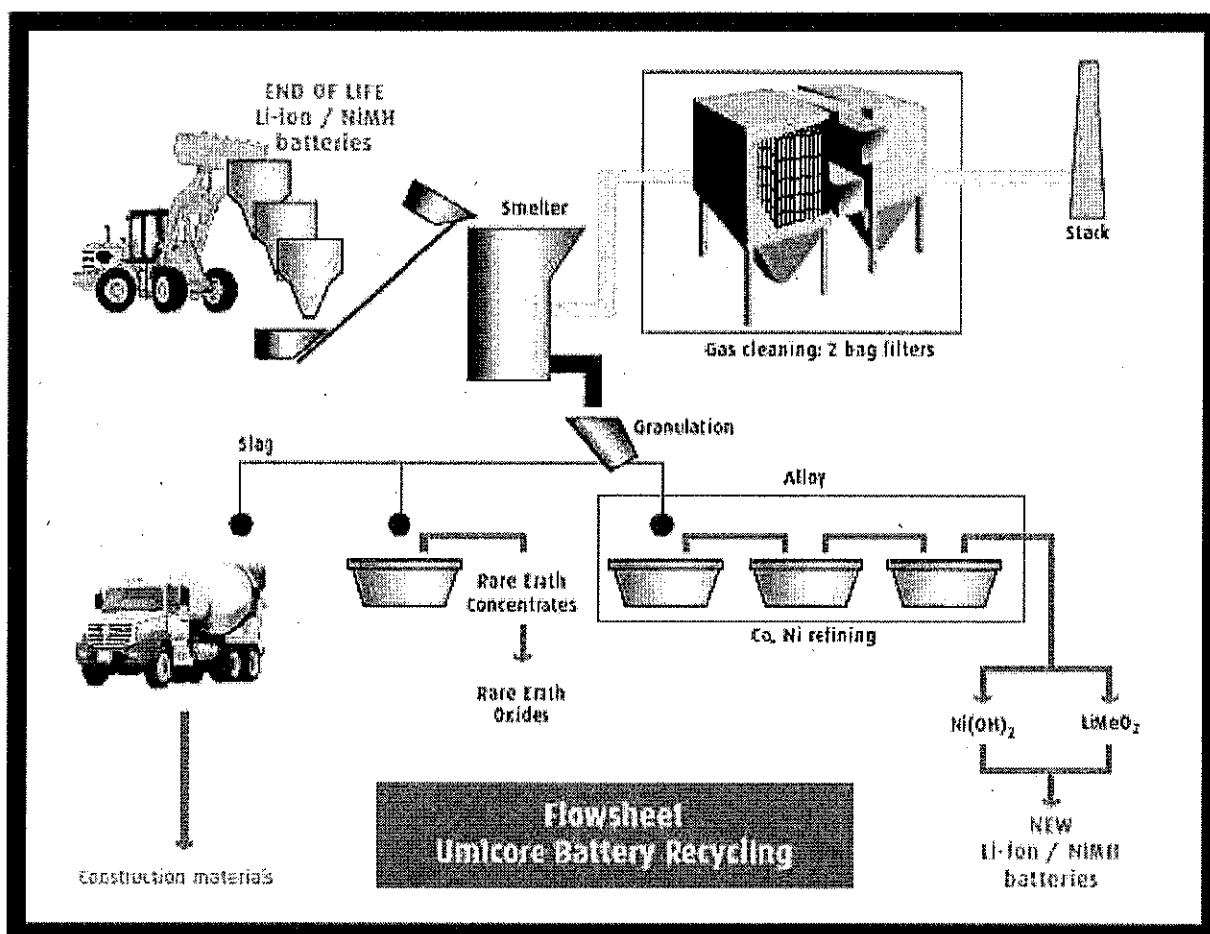 END OF LIFE
Li-ion / NiMH
batteries
Smelter
Stack
Gas cleaning: 2 bag filters
Granulation
Slag
Alloy
Rare Erath
Concentrates
Co, Ni refining
Rare Erath
Oxides
Ni(OH)₂
LiMeO₂
Flowsheet
Umicore Battery Recycling
NEW
Li-ion / NiMH
batteries
Construction materials